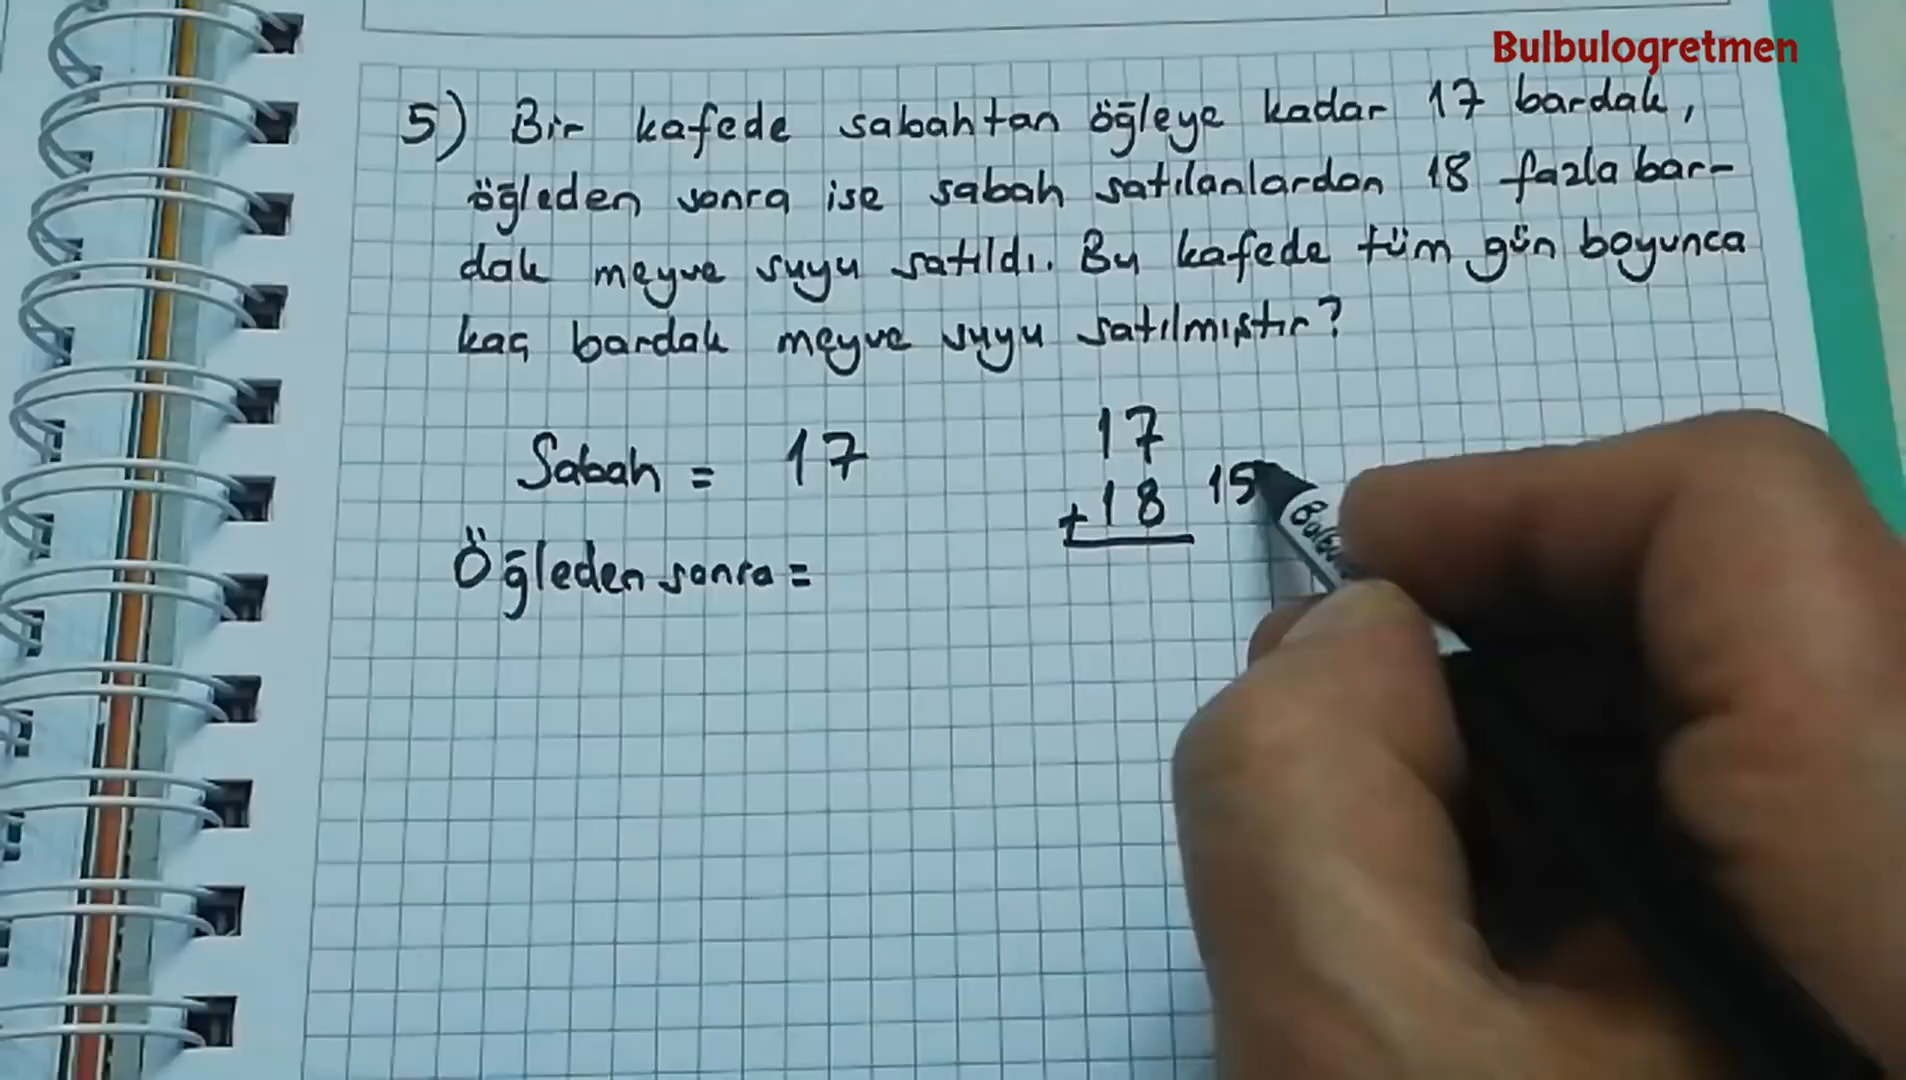 Bulbulogretmen
5) Bir kafede sabahtan öğleye kadar 17 bardak,
öğleden sonra ise sabah satılanlardan 18 fazla bar-
dak meyve suyu satıldı. Bu kafede tüm gün boyunca
kaç bardak meyve suyu satılmıştır?
Sabah = 17
Öğleden sonra =
17
+18 15